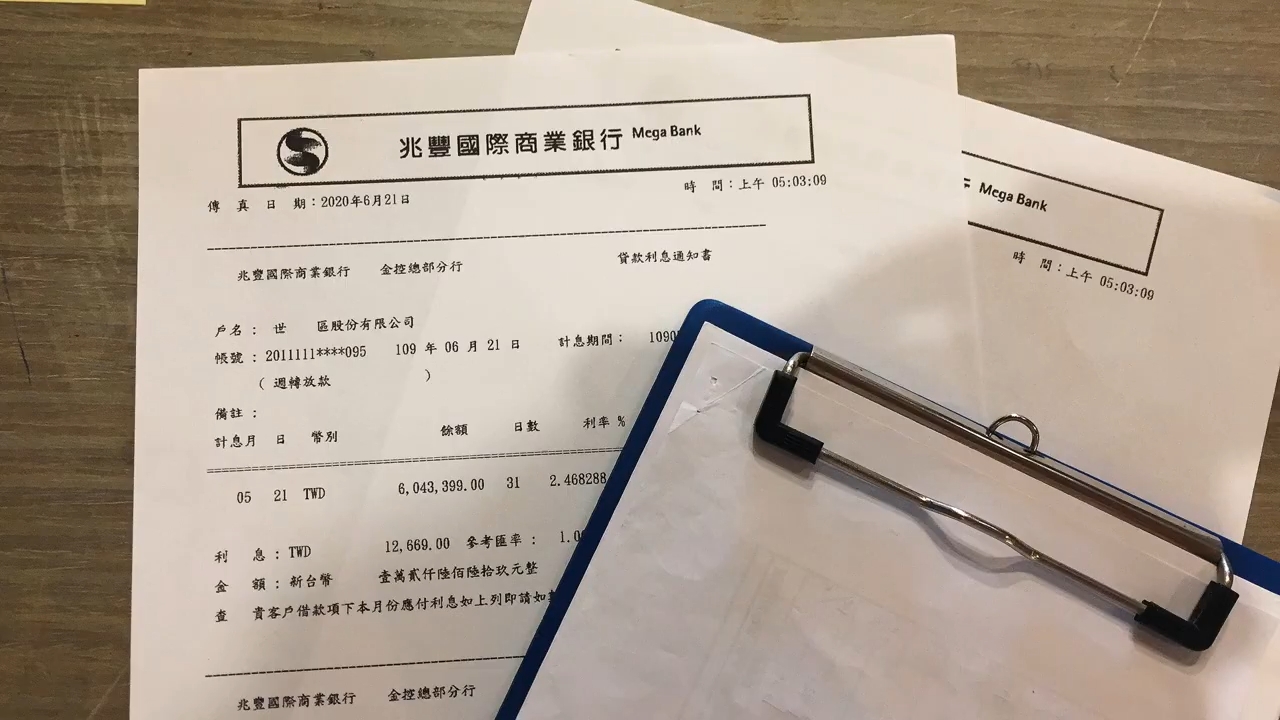 兆豐國際商業銀行 Mega Bank
傳 真 日 期：2020年6月21日 時 間：上午 05:03:09
兆豐國際商業銀行 金控總部分行 貸款利息通知書
戶名： 世 區股份有限公司
帳號：2011111****095 109 年 06 月 21 日 計息期間： 1090
（ 週轉放款 ）
備註：
計息月 日 幣別 餘額 日數 利率 %
05 21 TWD 6,043,399.00 31 2.468288
利 息：TWD 12,669.00 參考匯率： 1.0
金 額：新台幣 壹萬貳仟陸佰陸拾玖元整
查 貴客戶借款項下本月份應付利息如上列即請如
兆豐國際商業銀行 金控總部分行
Mega Bank
時 間：上午 05:03:09